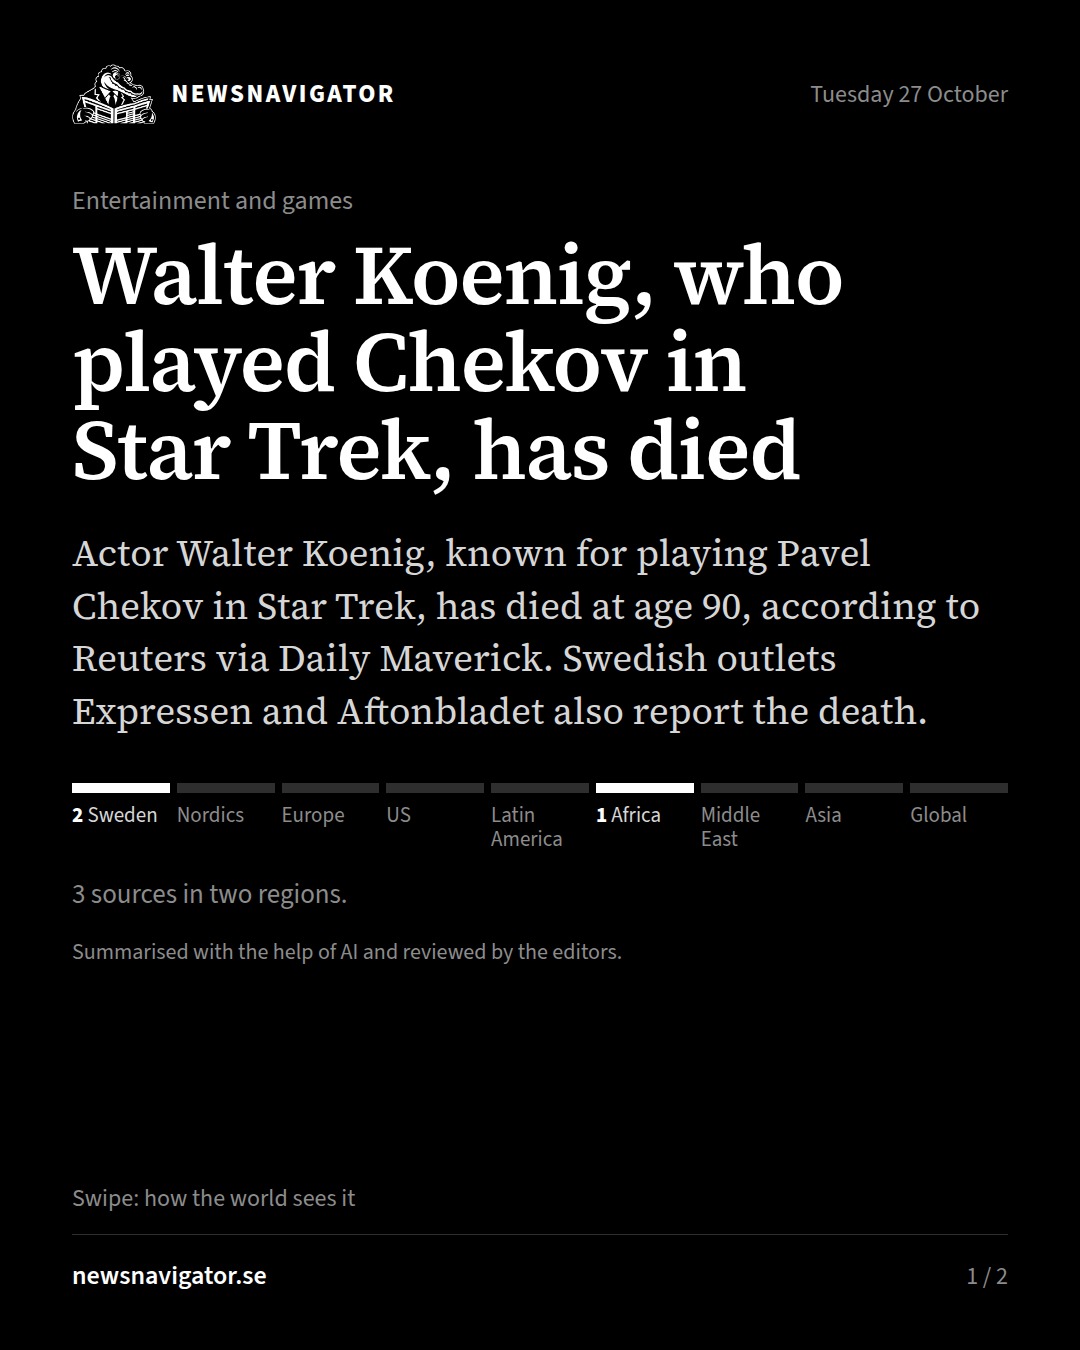 NEWSNAVIGATOR
Tuesday 27 October
Entertainment and games
Walter Koenig, who
played Chekov in
Star Trek, has died
Actor Walter Koenig, known for playing Pavel
Chekov in Star Trek, has died at age 90, according to
Reuters via Daily Maverick. Swedish outlets
Expressen and Aftonbladet also report the death.
2 Sweden
Nordics
Europe
US
Latin
America
1 Africa
Middle
East
Asia
Global
3 sources in two regions.
Summarised with the help of AI and reviewed by the editors.
Swipe: how the world sees it
newsnavigator.se
1 / 2